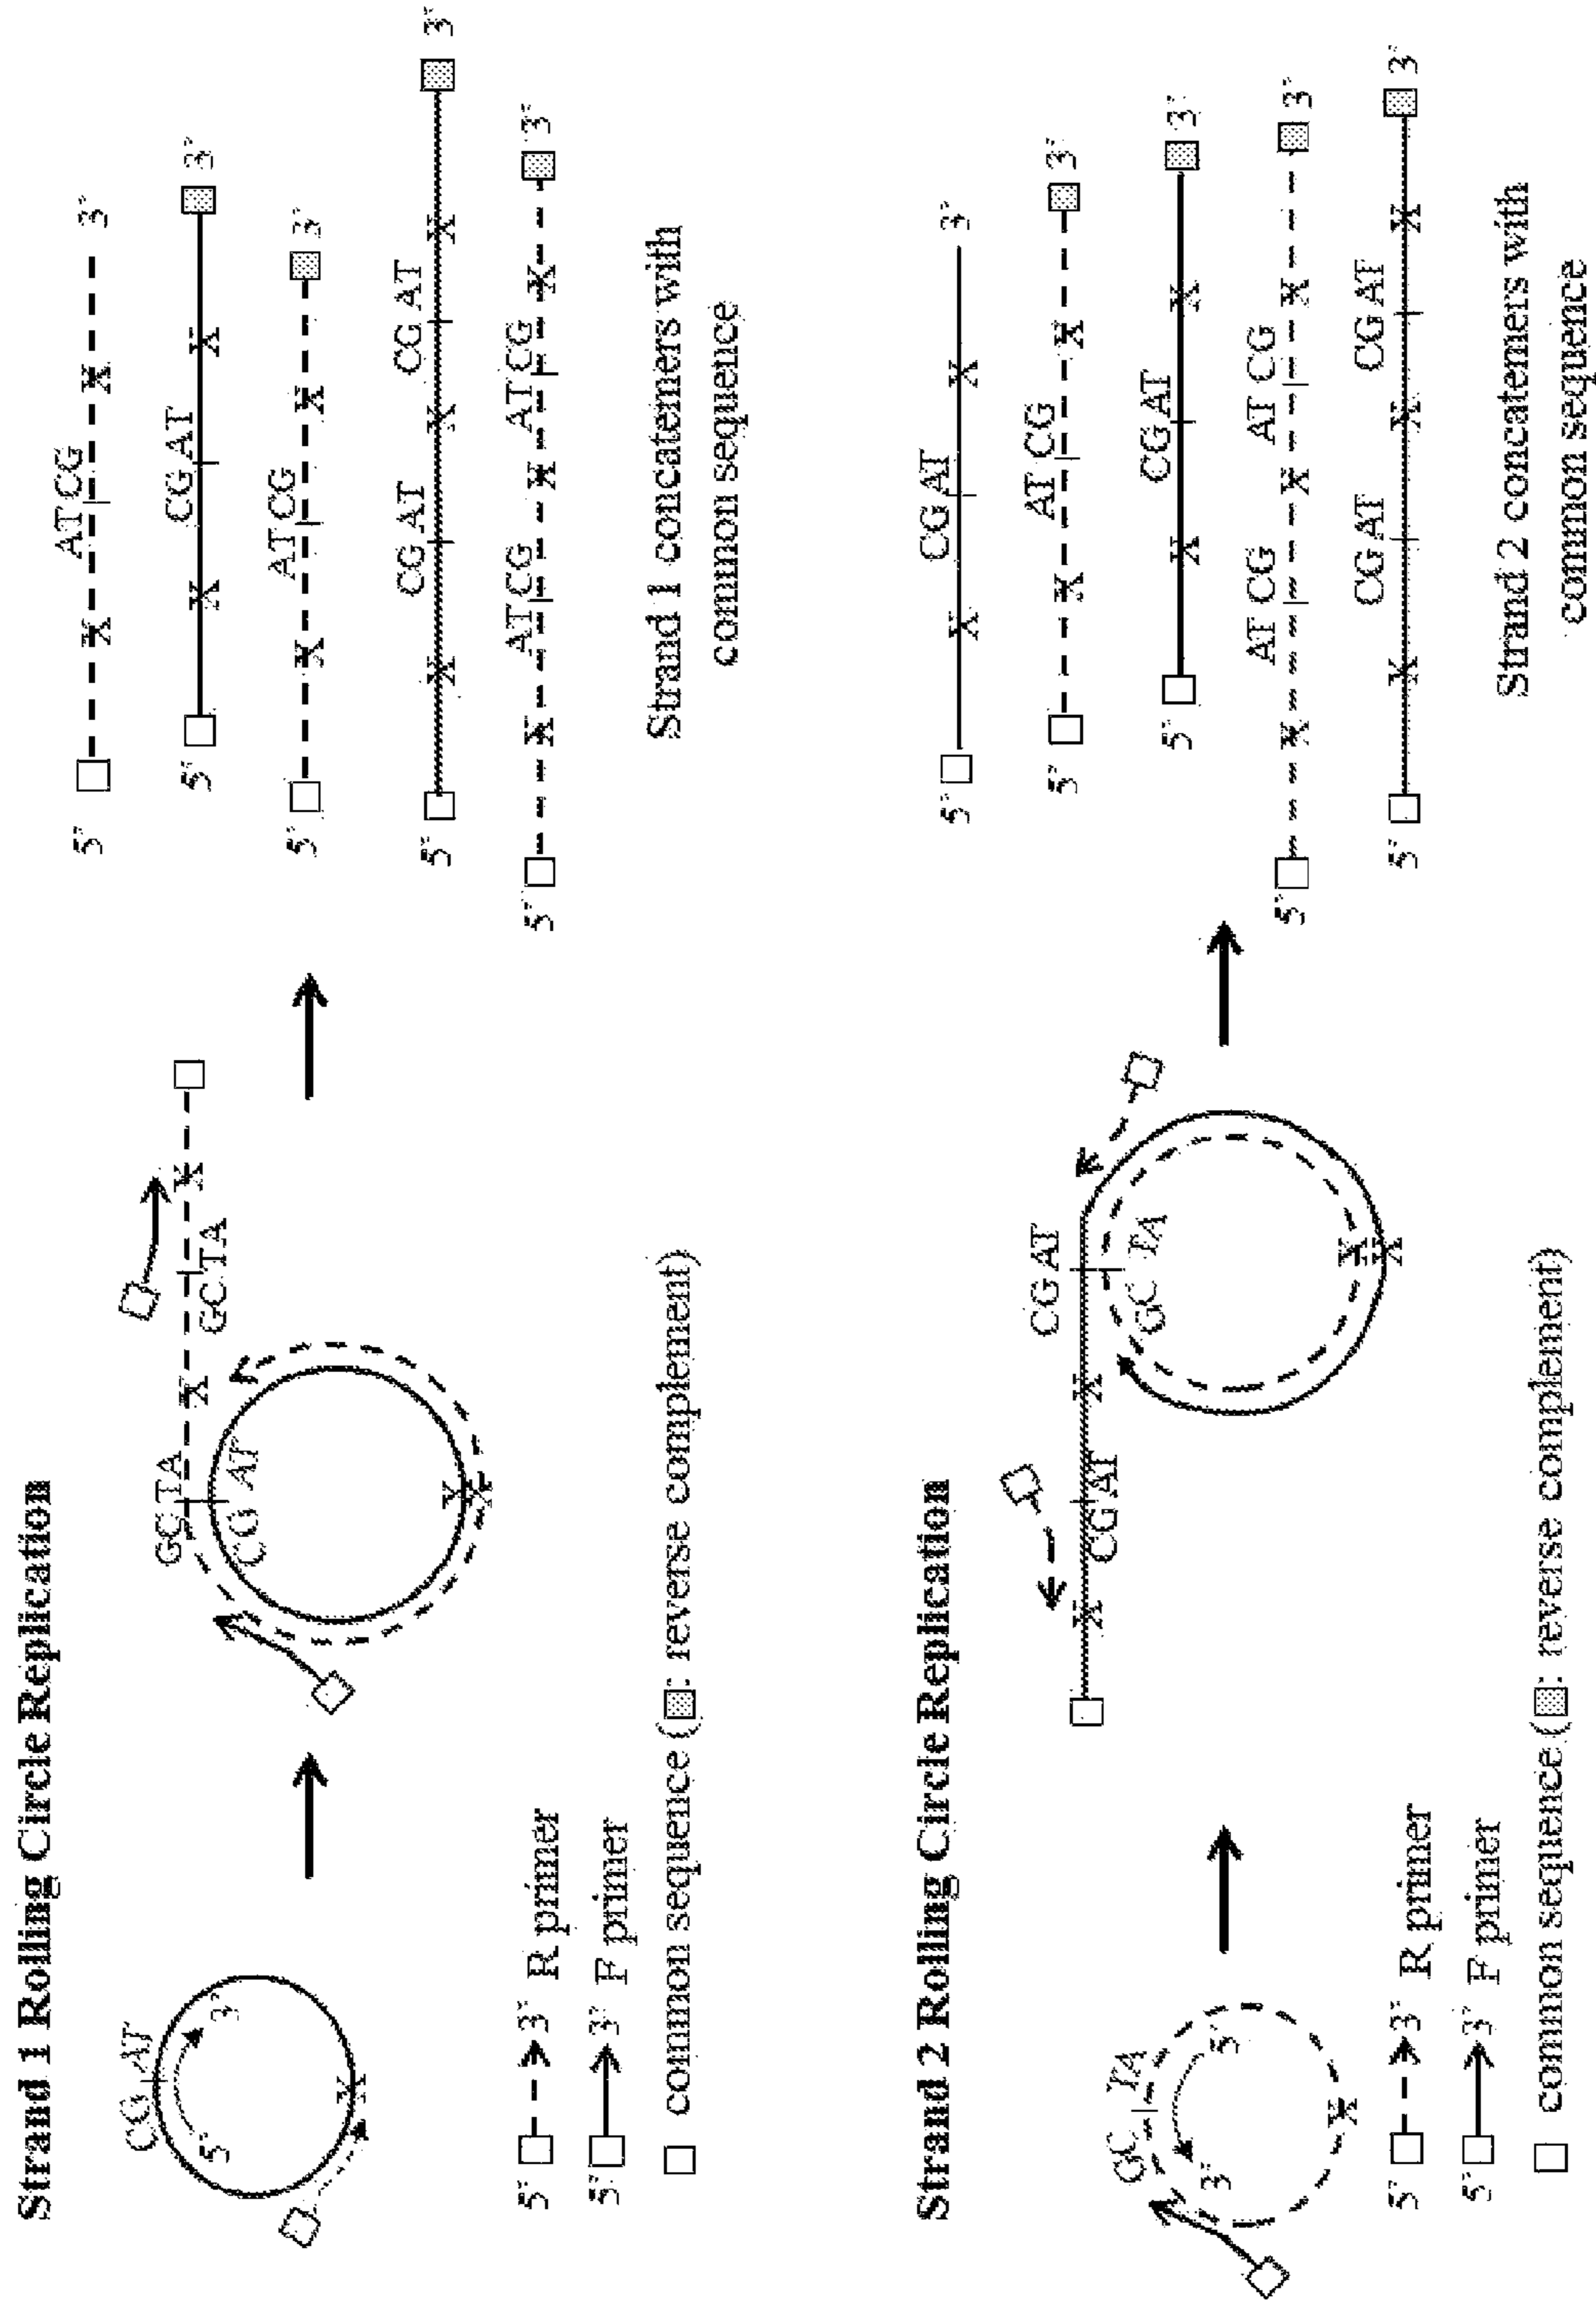 Strand 1 Rolling Circle Replication
CG AT
5' 3'
X
5' 3' R primer
5' 3' F primer
common sequence ( : reverse complement)
GC TA
CG AT
X
X
X
GC TA
X
5' AT CG 3'
X X
5' CG AT 3'
X X
5' AT CG 3'
X X
5' CG AT CG AT 3'
X X X
5' AT CG AT CG 3'
X X X
Strand 1 concatemers with
common sequence
Strand 2 Rolling Circle Replication
GC TA
3' 5'
X
5' 3' R primer
5' 3' F primer
common sequence ( : reverse complement)
X
CG AT
X
CG AT
GC TA
X
X
5' CG AT 3'
X X
5' AT CG 3'
X X
5' CG AT 3'
X X
5' AT CG AT CG 3'
X X X
5' CG AT CG AT 3'
X X X
Strand 2 concatemers with
common sequence